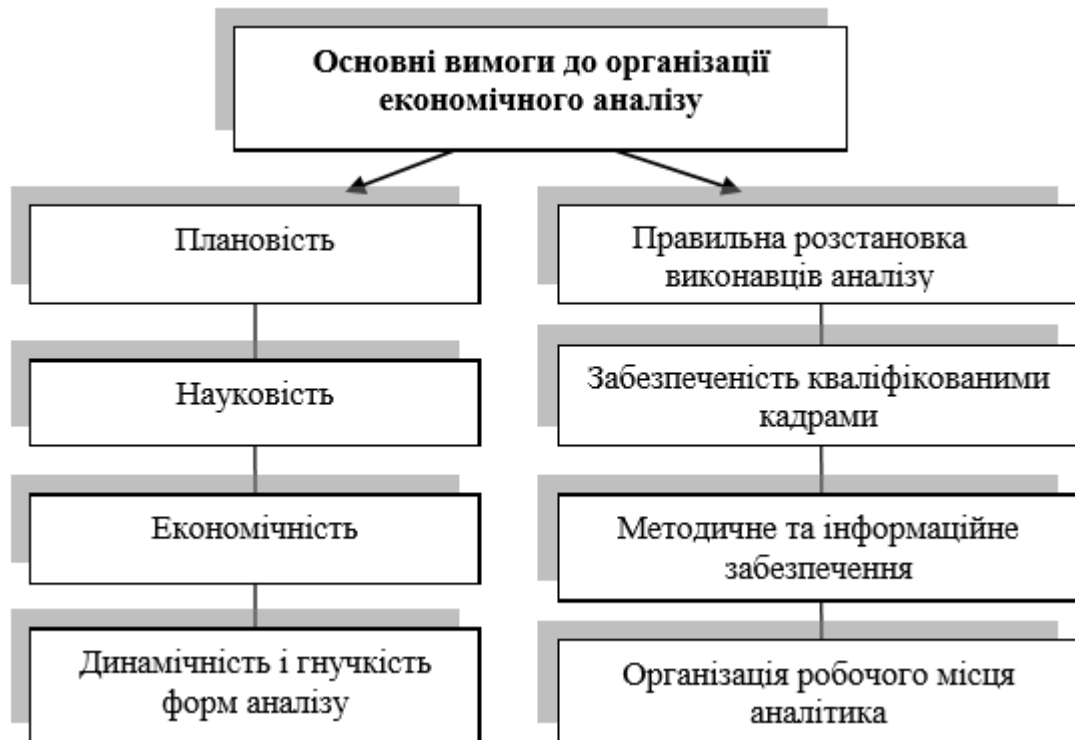 Основні вимоги до організації
економічного аналізу
Плановість
Науковість
Економічність
Динамічність і гнучкість
форм аналізу
Правильна розстановка
виконавців аналізу
Забезпеченість кваліфікованими
кадрами
Методичне та інформаційне
забезпечення
Організація робочого місця
аналітика